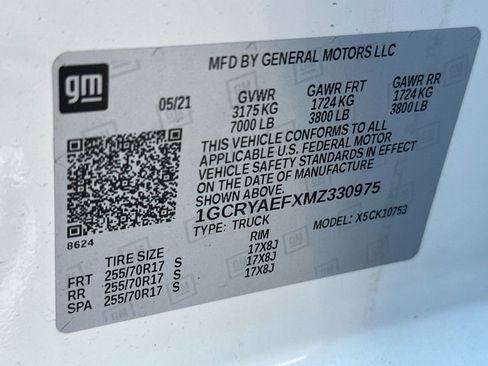 gm
MFD BY GENERAL MOTORS LLC
05/21 GVWR GAWR FRT GAWR RR
3175 KG 1724 KG 1724 KG
7000 LB 3800 LB 3800 LB
THIS VEHICLE CONFORMS TO ALL
APPLICABLE U.S. FEDERAL MOTOR
VEHICLE SAFETY STANDARDS IN EFFECT
ON THE DATE OF MANUFACTURE
SHOWN ABOVE.
1GCRYAEFXMZ330975
TYPE: TRUCK MODEL: X5CK10753
8624
TIRE SIZE RIM
FRT 255/70R17 S 17X8J
RR 255/70R17 S 17X8J
SPA 255/70R17 S 17X8J